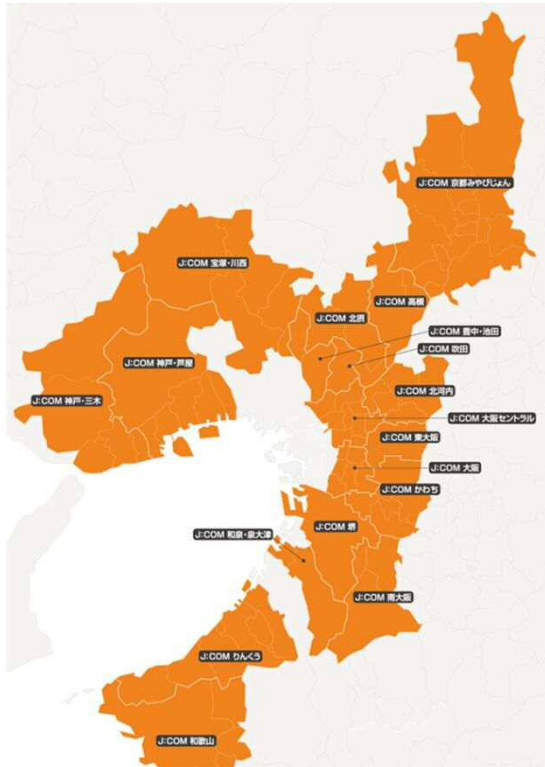 J:COM 京都みやびじょん
J:COM 宝塚・川西
J:COM 高槻
J:COM 北摂
J:COM 豊中・池田
J:COM 吹田
J:COM 神戸・芦屋
J:COM 北河内
J:COM 神戸・三木
J:COM 大阪セントラル
J:COM 東大阪
J:COM 大阪
J:COM かわち
J:COM 堺
J:COM 和泉・泉大津
J:COM 南大阪
J:COM りんくう
J:COM 和歌山